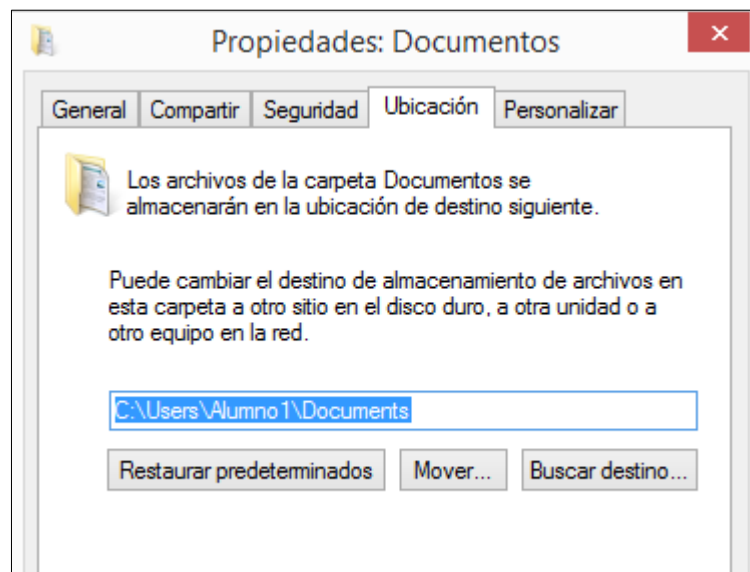 Propiedades: Documentos
General Compartir Seguridad Ubicación Personalizar
Los archivos de la carpeta Documentos se
almacenarán en la ubicación de destino siguiente.
Puede cambiar el destino de almacenamiento de archivos en
esta carpeta a otro sitio en el disco duro, a otra unidad o a
otro equipo en la red.
C:\Users\Alumno1\Documents
Restaurar predeterminados Mover... Buscar destino...